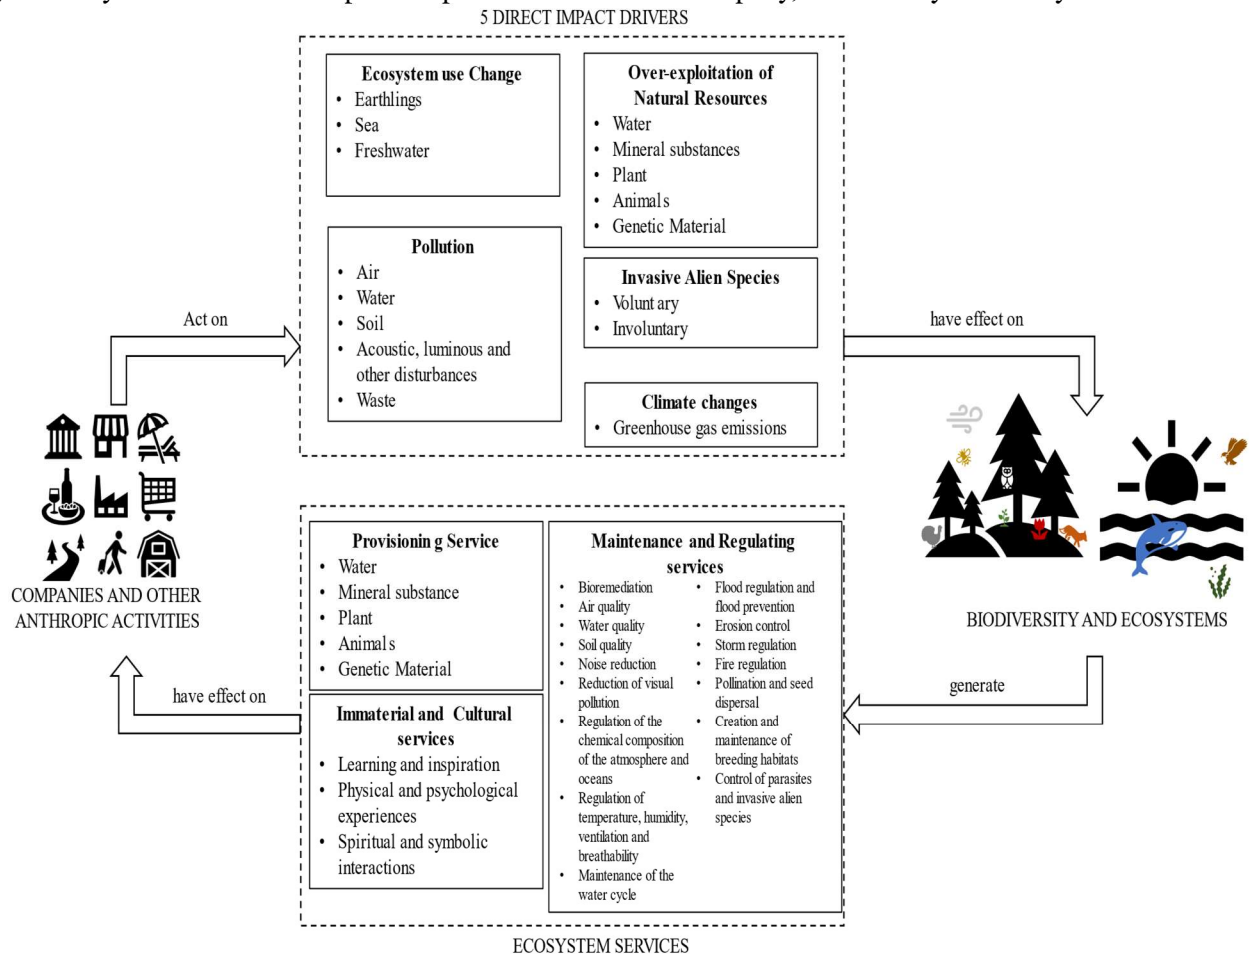 5 DIRECT IMPACT DRIVERS
Ecosystem use Change
• Earthlings
• Sea
• Freshwater
Over-exploitation of
Natural Resources
• Water
• Mineral substances
• Plant
• Animals
• Genetic Material
Pollution
• Air
• Water
• Soil
• Acoustic, luminous and
other disturbances
• Waste
Invasive Alien Species
• Voluntary
• Involuntary
Climate changes
• Greenhouse gas emissions
Act on
have effect on
COMPANIES AND OTHER
ANTHROPIC ACTIVITIES
BIODIVERSITY AND ECOSYSTEMS
have effect on
generate
Provisioning Service
• Water
• Mineral substance
• Plant
• Animals
• Genetic Material
Immaterial and Cultural
services
• Learning and inspiration
• Physical and psychological
experiences
• Spiritual and symbolic
interactions
Maintenance and Regulating
services
• Bioremediation
• Air quality
• Water quality
• Soil quality
• Noise reduction
• Reduction of visual
pollution
• Regulation of the
chemical composition
of the atmosphere and
oceans
• Regulation of
temperature, humidity,
ventilation and
breathability
• Maintenance of the
water cycle
• Flood regulation and
flood prevention
• Erosion control
• Storm regulation
• Fire regulation
• Pollination and seed
dispersal
• Creation and
maintenance of
breeding habitats
• Control of parasites
and invasive alien
species
ECOSYSTEM SERVICES